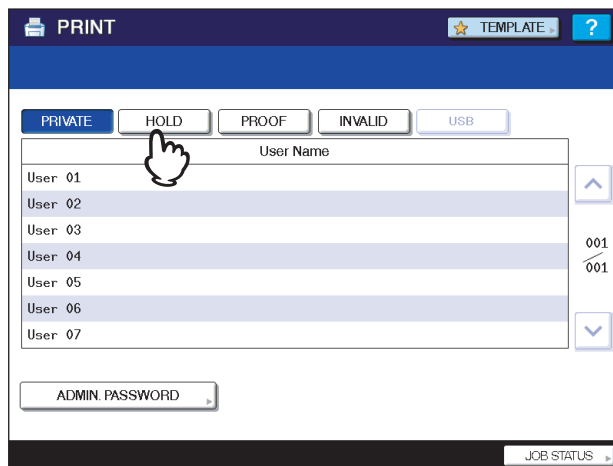 PRINT
TEMPLATE
?
PRIVATE HOLD PROOF INVALID USB
User Name
User 01
User 02
User 03
User 04
User 05
User 06
User 07
001
001
ADMIN. PASSWORD
JOB STATUS